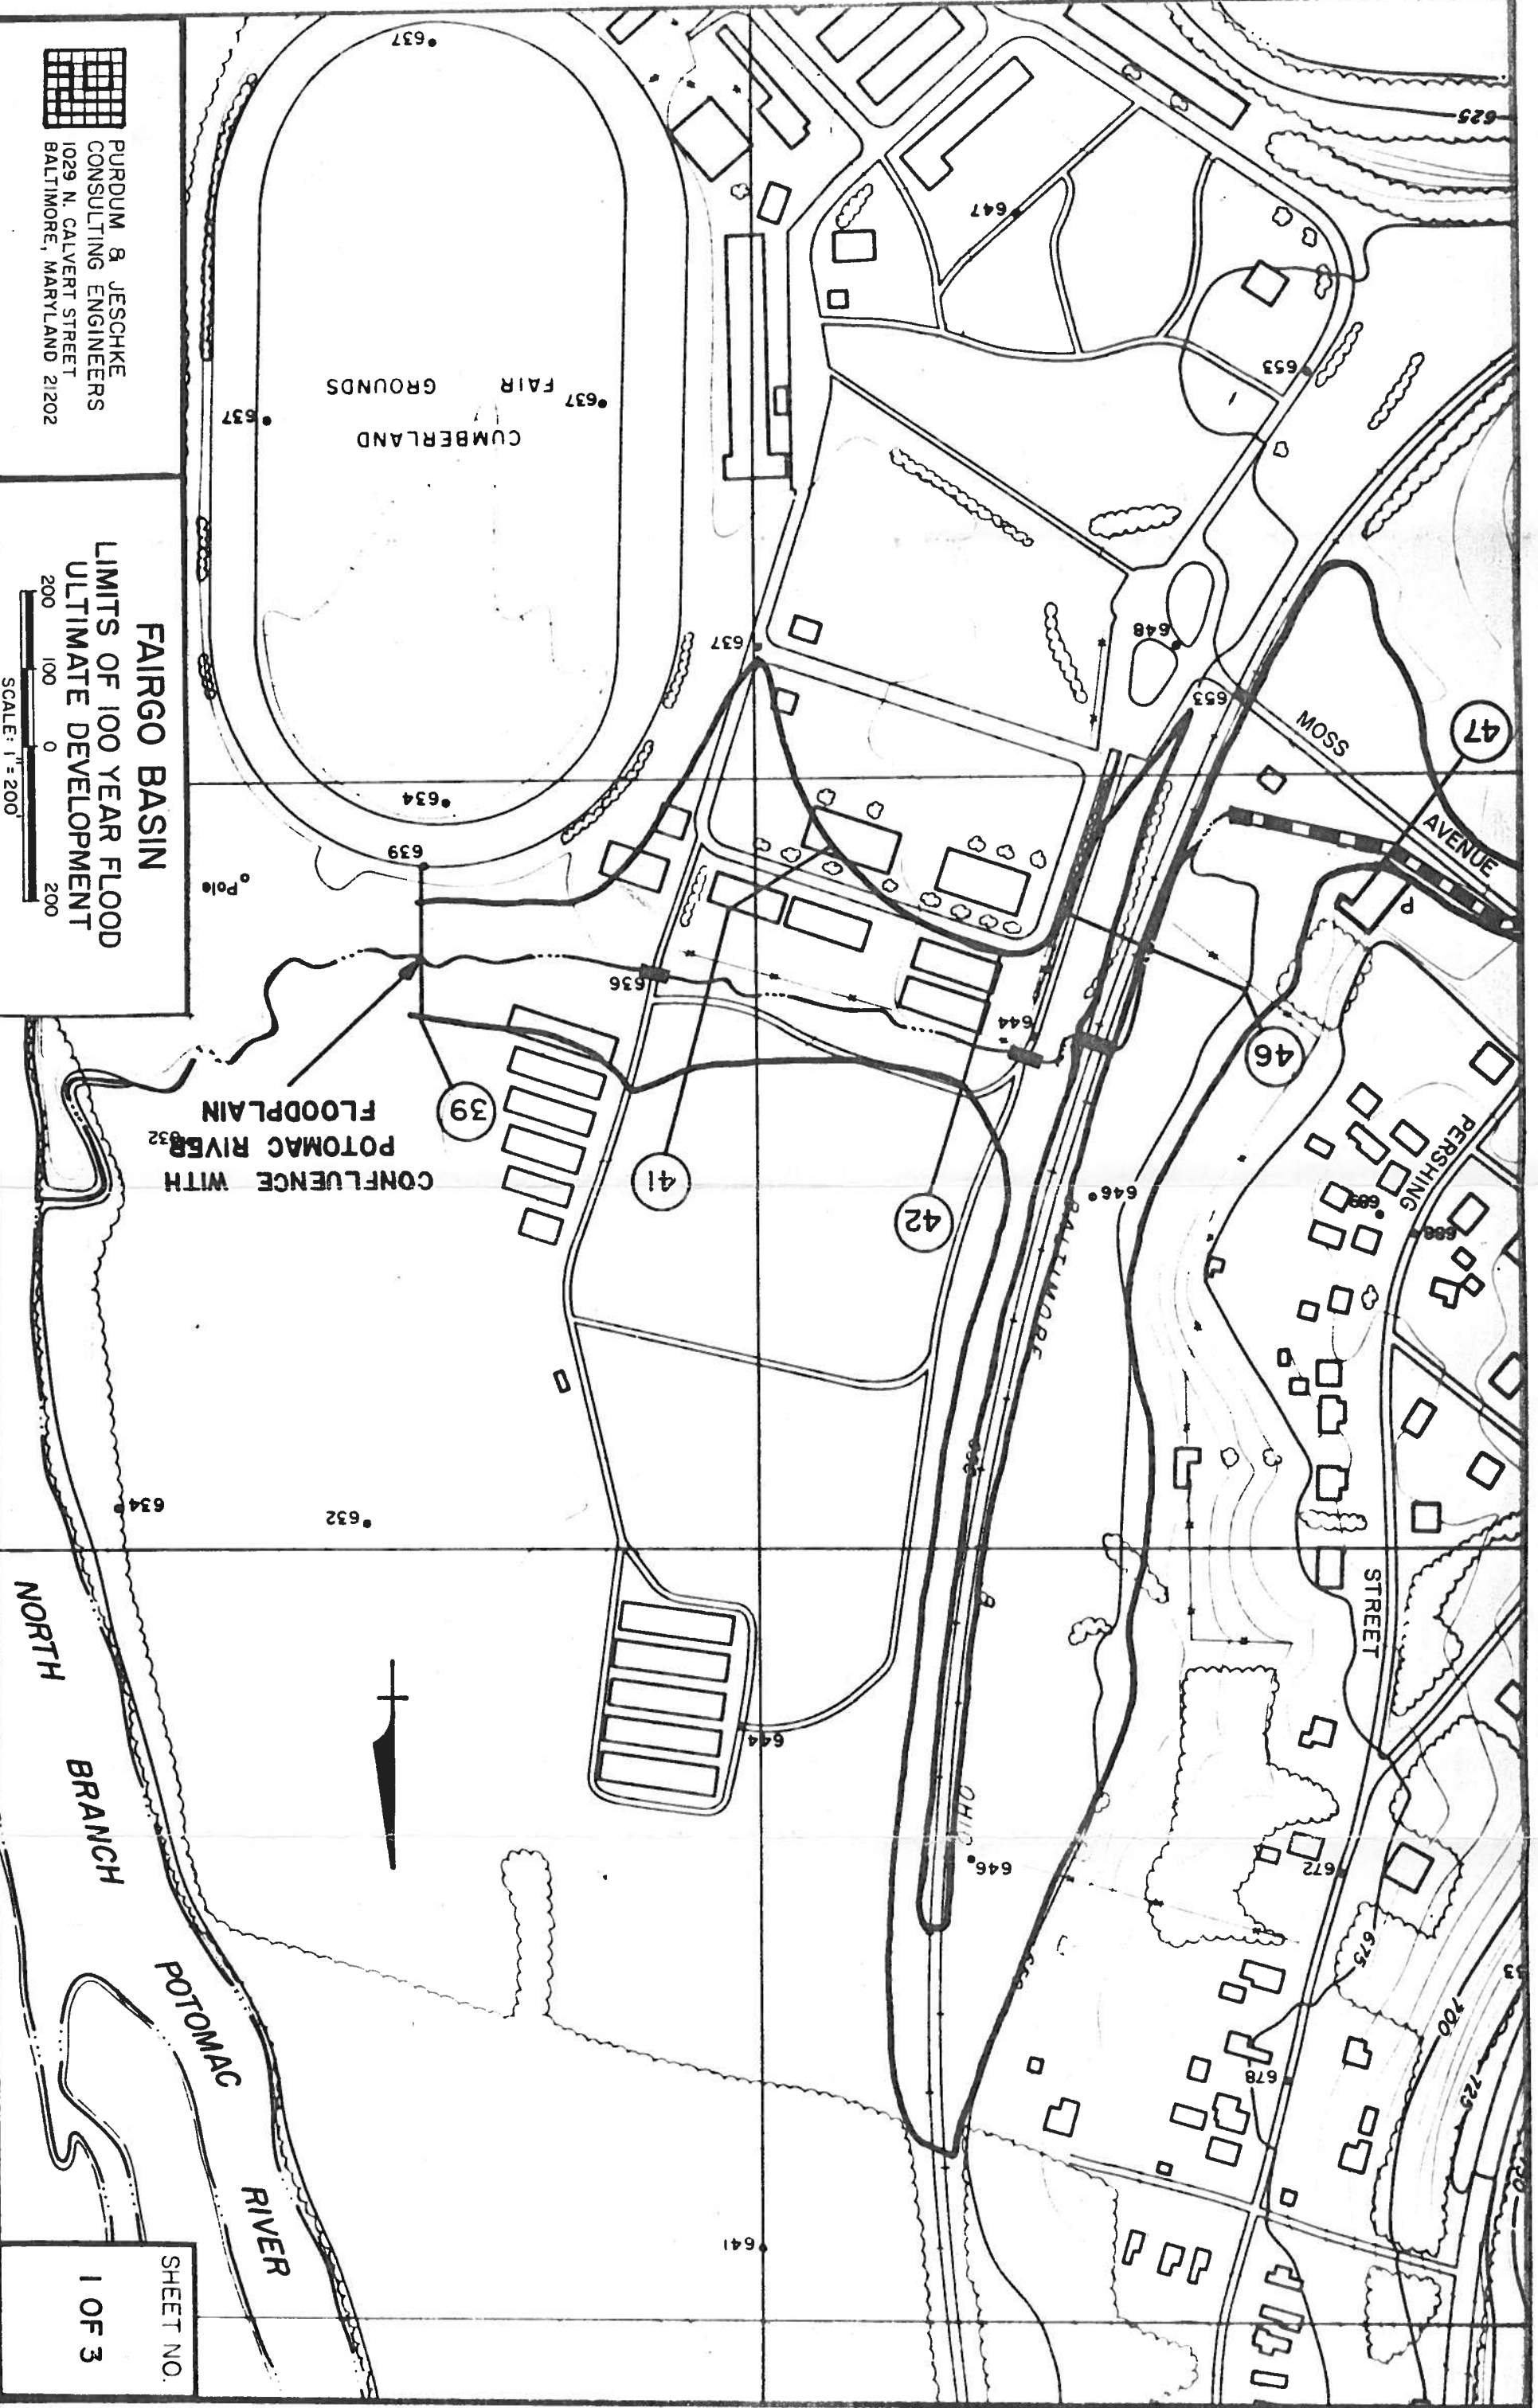 PURDUM & JESCHKE
CONSULTING ENGINEERS
1029 N. CALVERT STREET
BALTIMORE, MARYLAND 21202
FAIRGO BASIN
LIMITS OF 100 YEAR FLOOD
ULTIMATE DEVELOPMENT
200 100 0 200
SCALE: 1" = 200'
SHEET NO.
1 OF 3
NORTH
BRANCH
POTOMAC
RIVER
CUMBERLAND
FAIR GROUNDS
637
637
637
634
639
Pole
637
636
644
647
653
648
653
625
MOSS
AVENUE
47
P
46
39
41
42
CONFLUENCE WITH
POTOMAC RIVER
FLOODPLAIN
632
632
634
644
646
646
641
BALTIMORE
&
OHIO
PERSHING
STREET
689
688
672
675
678
700
725